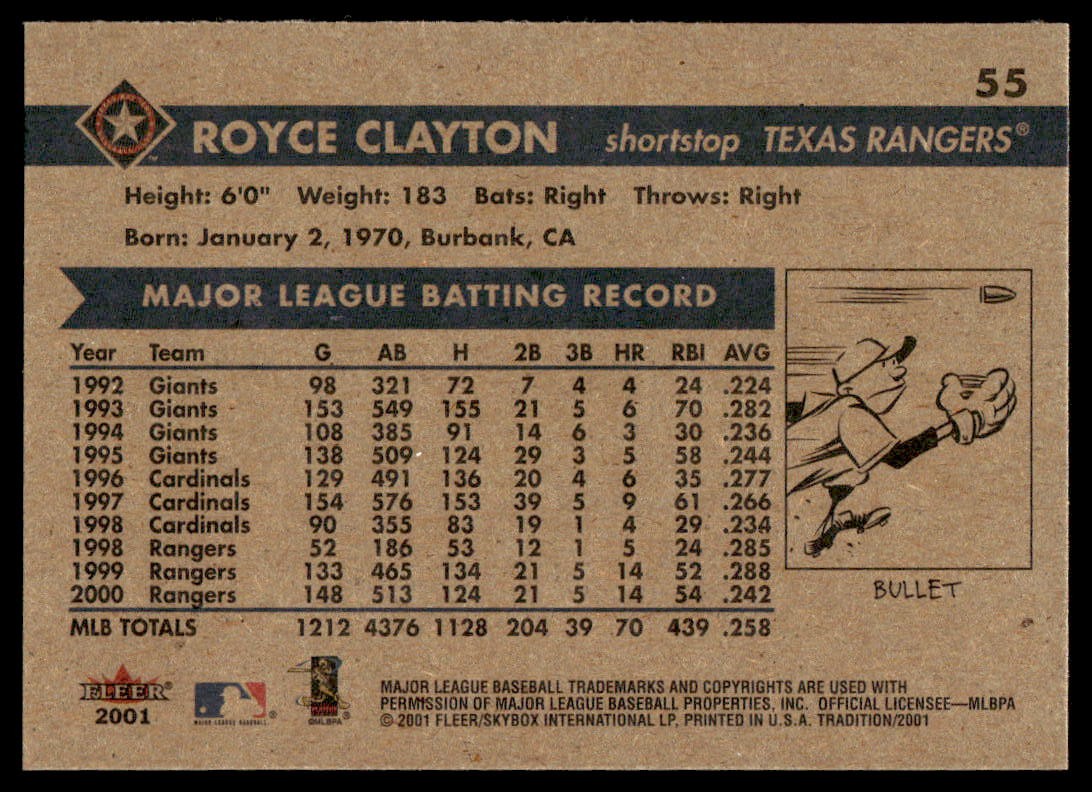 55
ROYCE CLAYTON shortstop TEXAS RANGERS®
Height: 6'0" Weight: 183 Bats: Right Throws: Right
Born: January 2, 1970, Burbank, CA
MAJOR LEAGUE BATTING RECORD
Year Team G AB H 2B 3B HR RBI AVG
1992 Giants 98 321 72 7 4 4 24 .224
1993 Giants 153 549 155 21 5 6 70 .282
1994 Giants 108 385 91 14 6 3 30 .236
1995 Giants 138 509 124 29 3 5 58 .244
1996 Cardinals 129 491 136 20 4 6 35 .277
1997 Cardinals 154 576 153 39 5 9 61 .266
1998 Cardinals 90 355 83 19 1 4 29 .234
1998 Rangers 52 186 53 12 1 5 24 .285
1999 Rangers 133 465 134 21 5 14 52 .288
2000 Rangers 148 513 124 21 5 14 54 .242
MLB TOTALS 1212 4376 1128 204 39 70 439 .258
BULLET
FLEER®
2001
MAJOR LEAGUE BASEBALL®
©MLBPA
MAJOR LEAGUE BASEBALL TRADEMARKS AND COPYRIGHTS ARE USED WITH
PERMISSION OF MAJOR LEAGUE BASEBALL PROPERTIES, INC. OFFICIAL LICENSEE—MLBPA
© 2001 FLEER/SKYBOX INTERNATIONAL LP, PRINTED IN U.S.A. TRADITION/2001